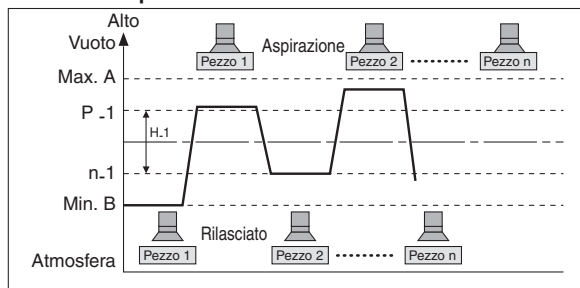 Alto
Vuoto
Aspirazione
Pezzo 1
Pezzo 2
Pezzo n
Max. A
P_1
H_1
n_1
Min. B
Rilasciato
Pezzo 1
Pezzo 2
Pezzo n
Atmosfera